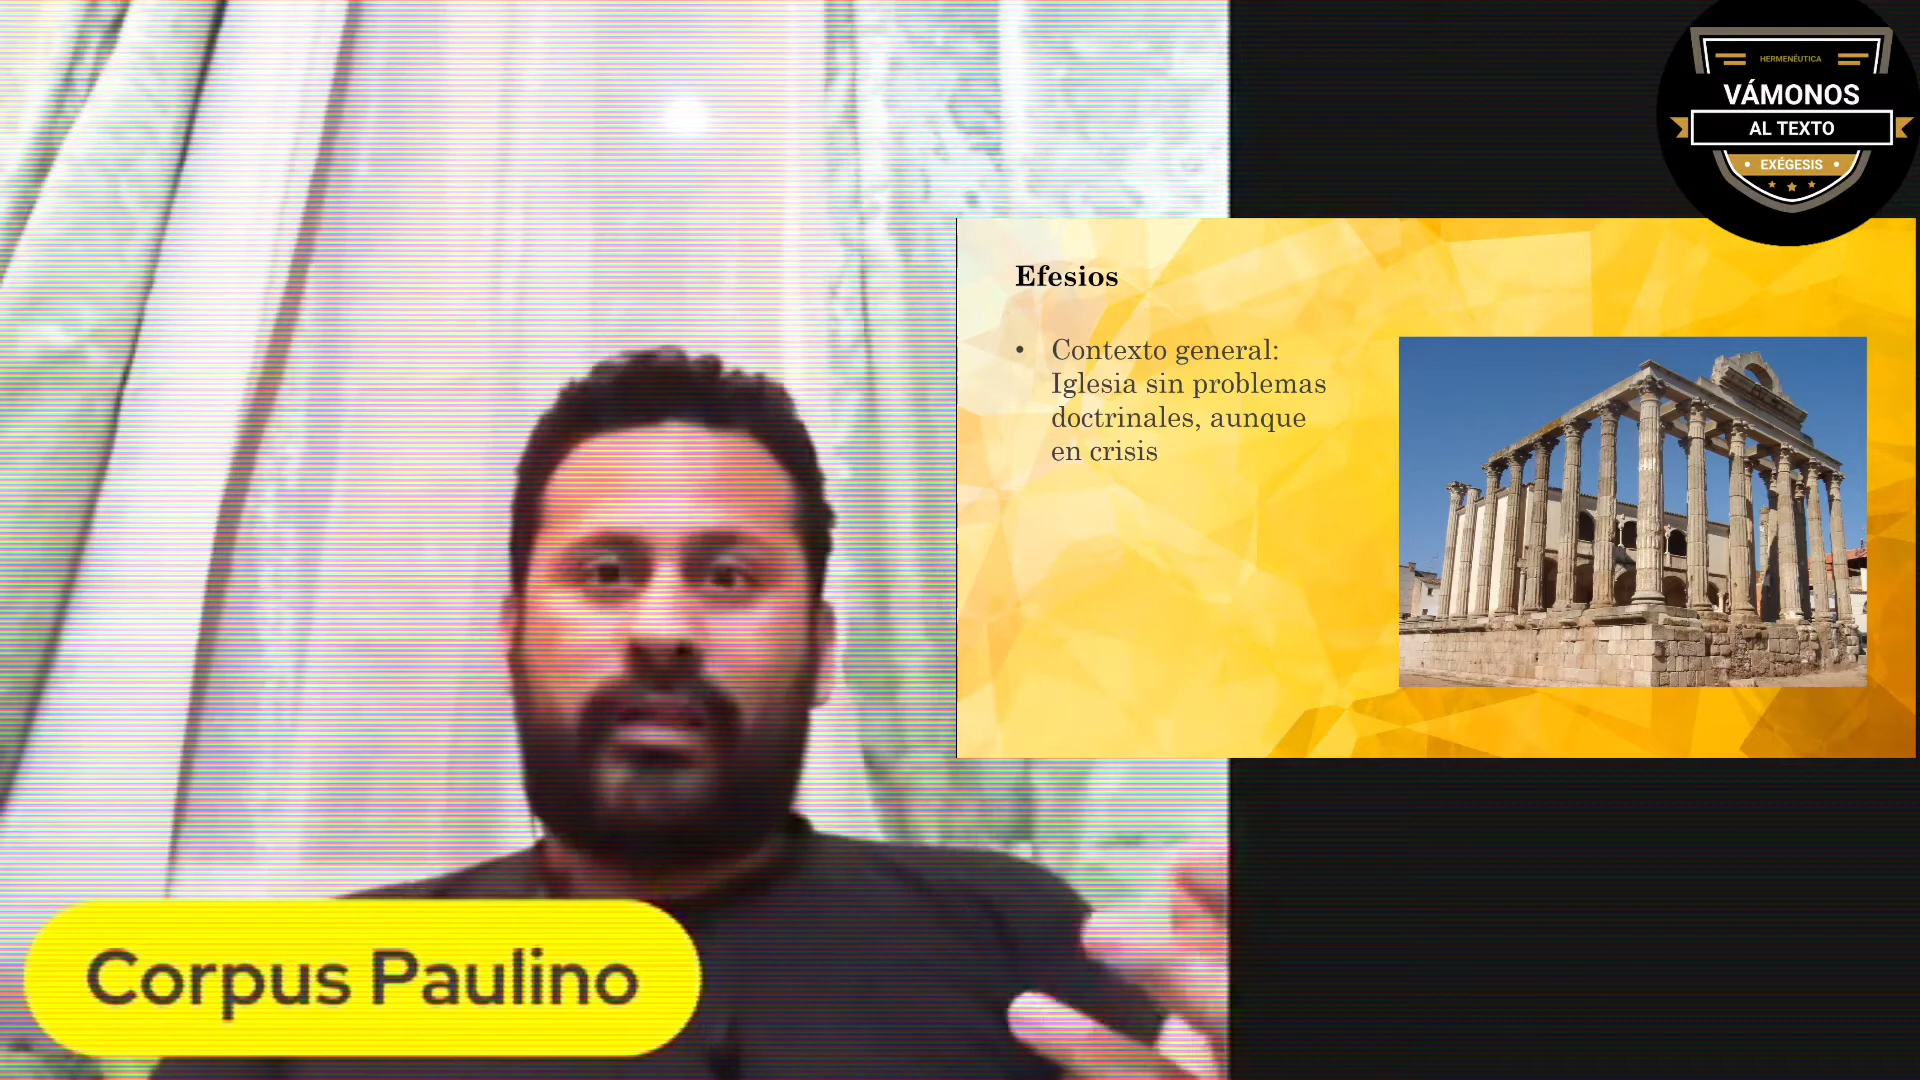 HERMENÉUTICA
VÁMONOS
AL TEXTO
• EXÉGESIS •
Efesios
• Contexto general:
Iglesia sin problemas
doctrinales, aunque
en crisis
Corpus Paulino